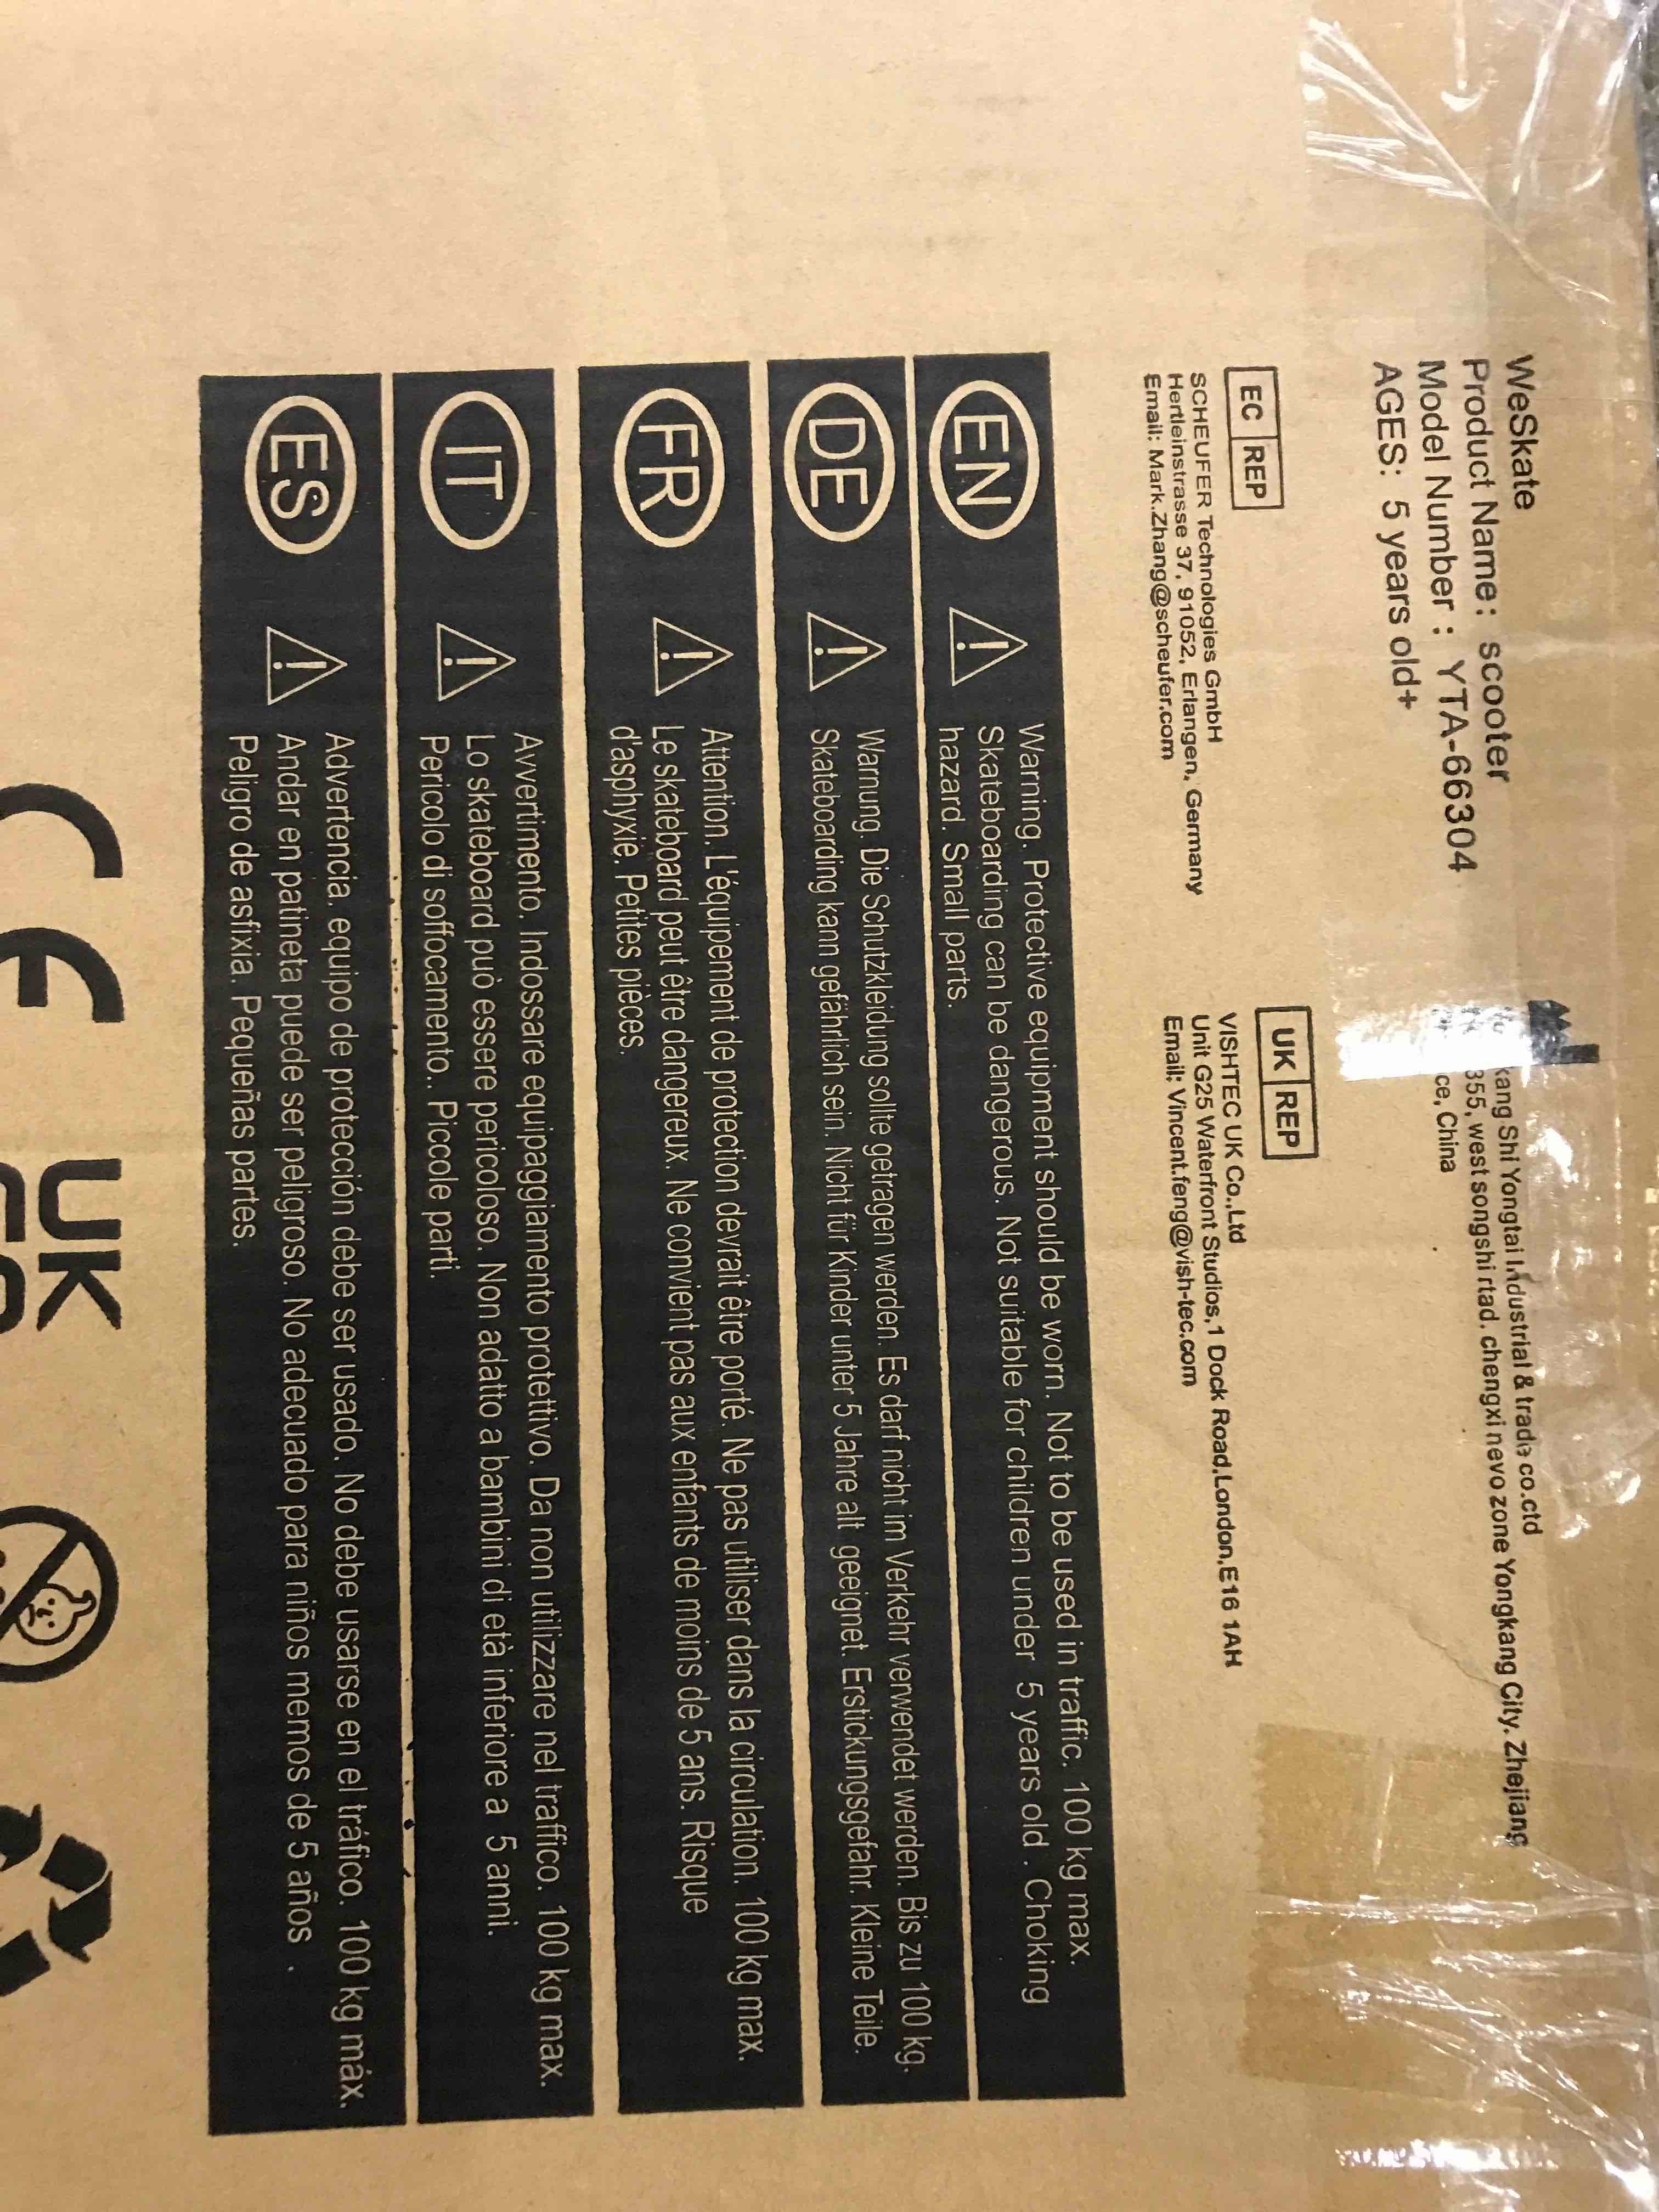 WeSkate
Product Name: scooter
Model Number : YTA-66304
AGES: 5 years old+
kang Shi Yongtai Industrial & trade co.ctd
355, west songshi rtad. chengxi nevo zone Yongkang City. Zhejiang
ce, China
EC REP
SCHEUFER Technologies GmbH
Hertleinstrasse 37, 91052, Erlangen, Germany
Email: Mark.Zhang@scheufer.com
UK REP
VISHTEC UK Co.,Ltd
Unit G25 Waterfront Studios,1 Dock Road,London,E16 1AH
Email: Vincent.feng@vish-tec.com
EN
Warning. Protective equipment should be worn. Not to be used in traffic. 100 kg max.
Skateboarding can be dangerous. Not suitable for children under 5 years old . Choking
hazard. Small parts.
DE
Warnung. Die Schutzkleidung sollte getragen werden. Es darf nicht im Verkehr verwendet werden. Bis zu 100 kg.
Skateboarding kann gefährlich sein. Nicht für Kinder unter 5 Jahre alt geeignet. Erstickungsgefahr. Kleine Teile.
FR
Attention. L'équipement de protection devrait être porté. Ne pas utiliser dans la circulation. 100 kg max.
Le skateboard peut être dangereux. Ne convient pas aux enfants de moins de 5 ans. Risque
d'asphyxie. Petites pièces.
IT
Avvertimento. Indossare equipaggiamento protettivo. Da non utilizzare nel traffico. 100 kg max.
Lo skateboard può essere pericoloso. Non adatto a bambini di età inferiore a 5 anni.
Pericolo di soffocamento.. Piccole parti.
ES
Advertencia, equipo de protección debe ser usado. No debe usarse en el tráfico. 100 kg máx.
Andar en patineta puede ser peligroso. No adecuado para niños memos de 5 años .
Peligro de asfixia. Pequeñas partes.
CE
UK